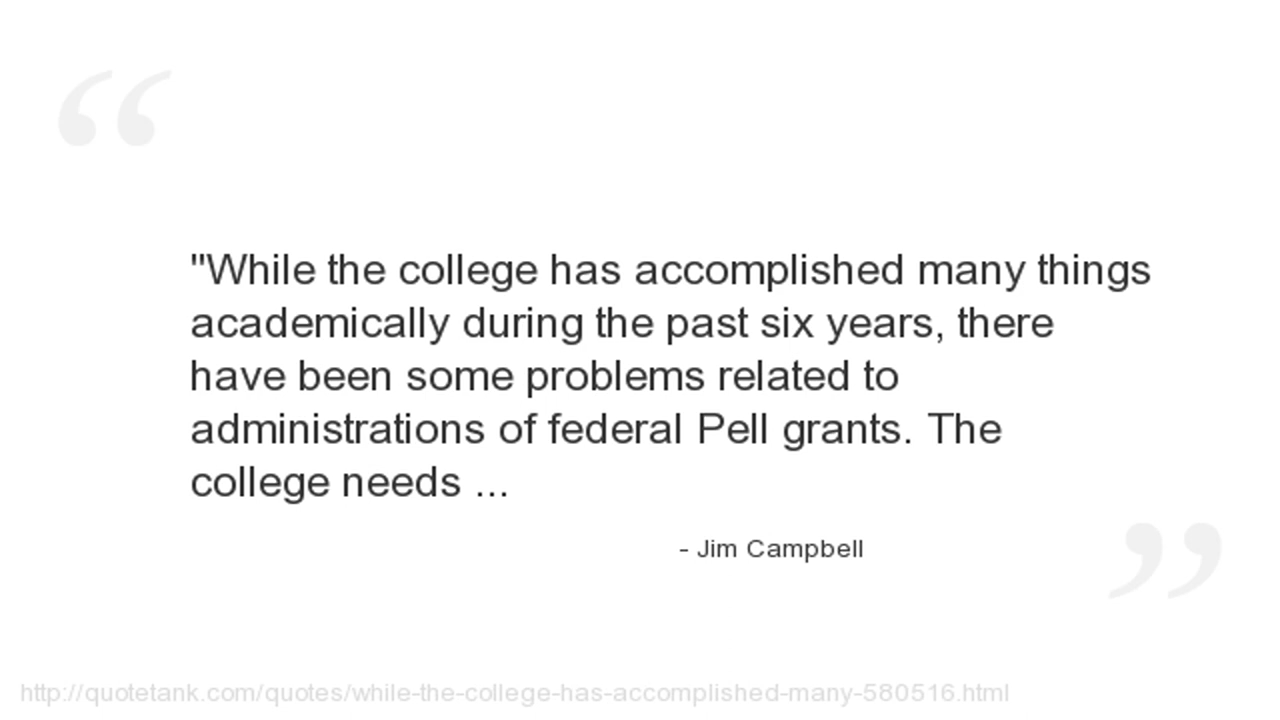 "While the college has accomplished many things
academically during the past six years, there
have been some problems related to
administrations of federal Pell grants. The
college needs ...
- Jim Campbell
http://quotetank.com/quotes/while-the-college-has-accomplished-many-580516.html